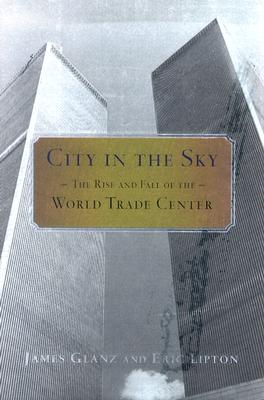 CITY IN THE SKY
– THE RISE AND FALL OF THE –
WORLD TRADE CENTER
JAMES GLANZ AND ERIC LIPTON